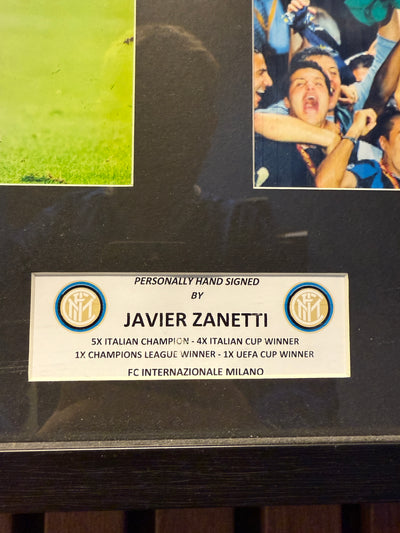 PERSONALLY HAND SIGNED
BY
JAVIER ZANETTI
5X ITALIAN CHAMPION - 4X ITALIAN CUP WINNER
1X CHAMPIONS LEAGUE WINNER - 1X UEFA CUP WINNER
FC INTERNAZIONALE MILANO